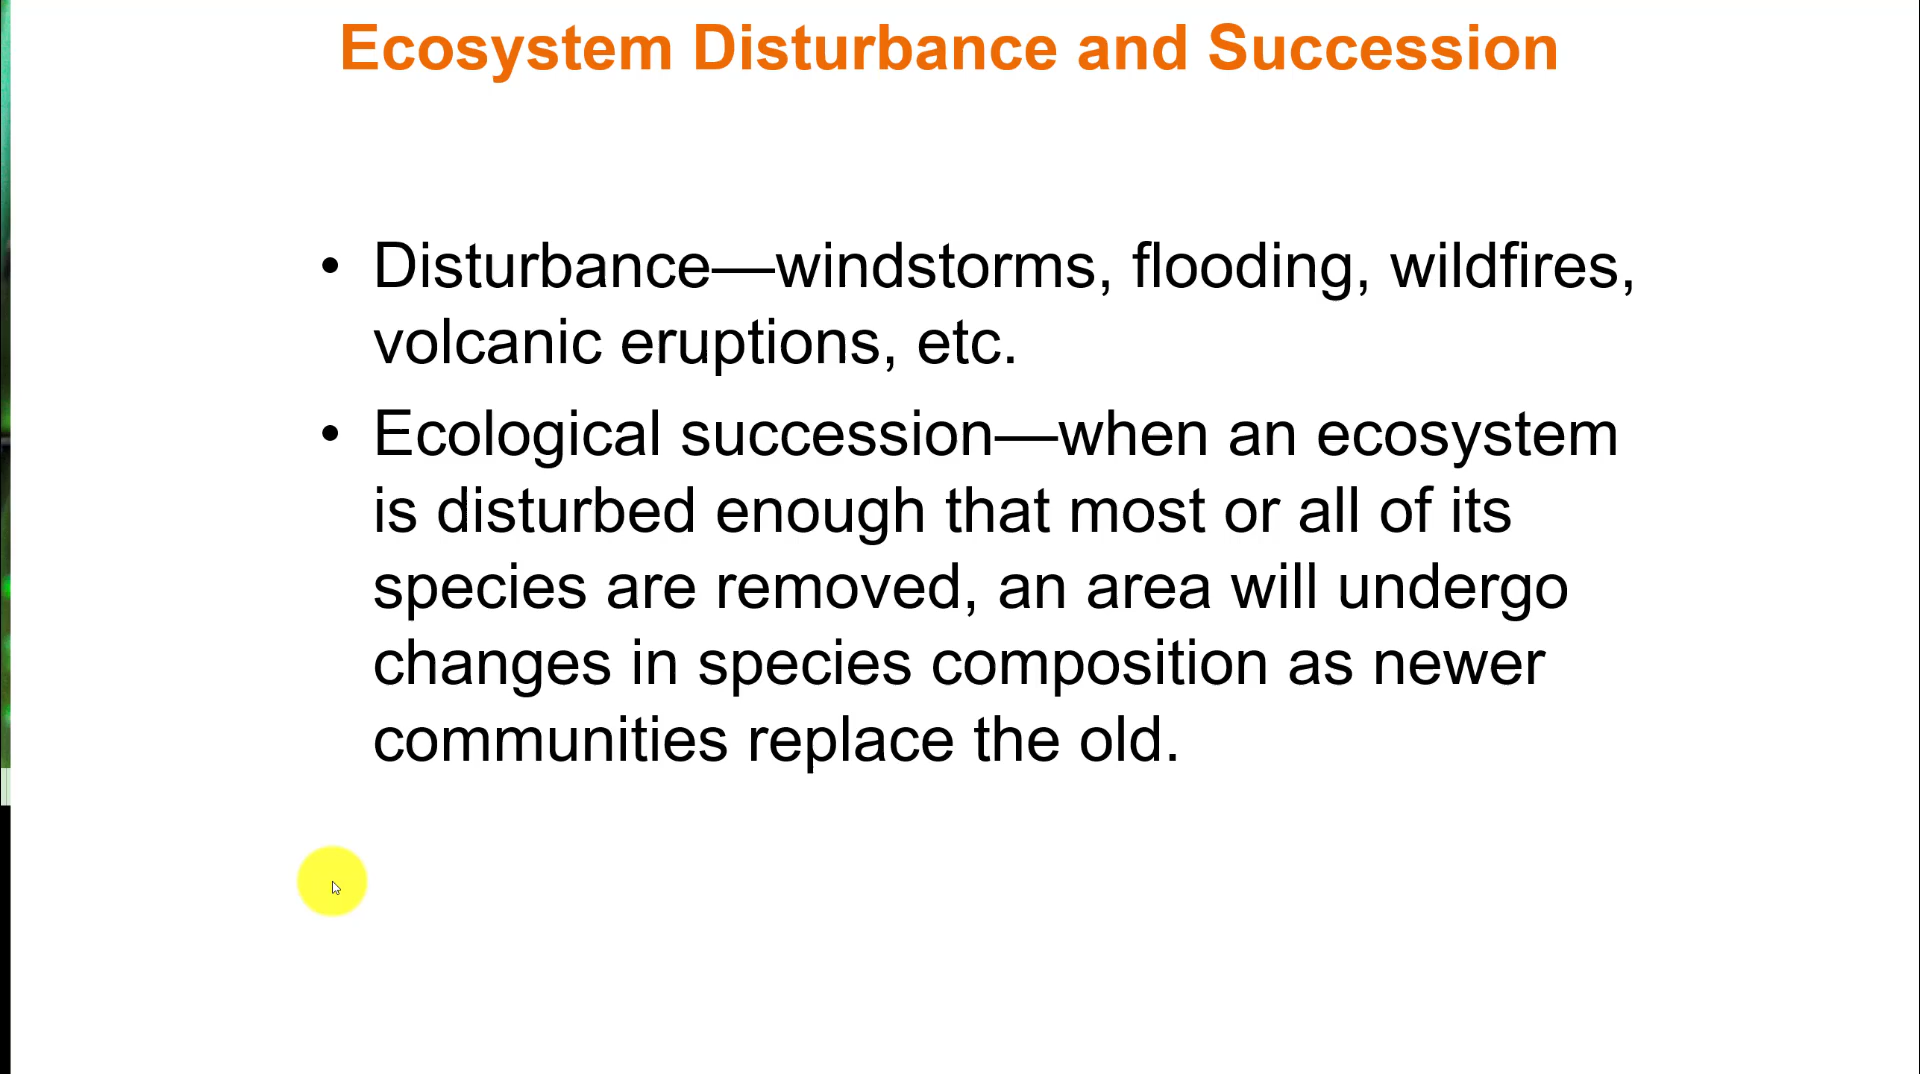 Ecosystem Disturbance and Succession
• Disturbance—windstorms, flooding, wildfires,
volcanic eruptions, etc.
• Ecological succession—when an ecosystem
is disturbed enough that most or all of its
species are removed, an area will undergo
changes in species composition as newer
communities replace the old.